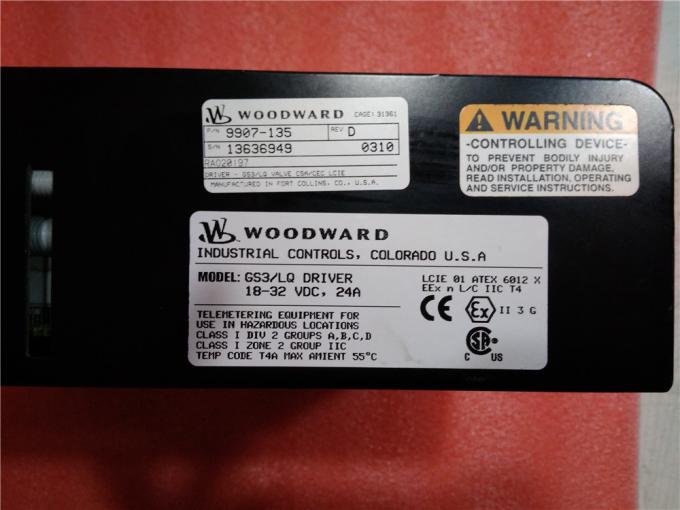 WOODWARD CAGE: 31361
P/N 9907-135 REV D
S/N 13636949 0310
RA020197
DRIVER - GS3/LQ VALVE CSA/CEC LCIE
MANUFACTURED IN FORT COLLINS, CO., U.S.A.
WARNING
-CONTROLLING DEVICE-
TO PREVENT BODILY INJURY
AND/OR PROPERTY DAMAGE,
READ INSTALLATION, OPERATING
AND SERVICE INSTRUCTIONS.
WOODWARD
INDUSTRIAL CONTROLS, COLORADO U.S.A
MODEL: GS3/LQ DRIVER
18-32 VDC, 24A
TELEMETERING EQUIPMENT FOR
USE IN HAZARDOUS LOCATIONS
CLASS I DIV 2 GROUPS A,B,C,D
CLASS I ZONE 2 GROUP IIC
TEMP CODE T4A MAX AMIENT 55°C
LCIE 01 ATEX 6012 X
EEx n L/C IIC T4
CE Ex II 3 G
SA
C US